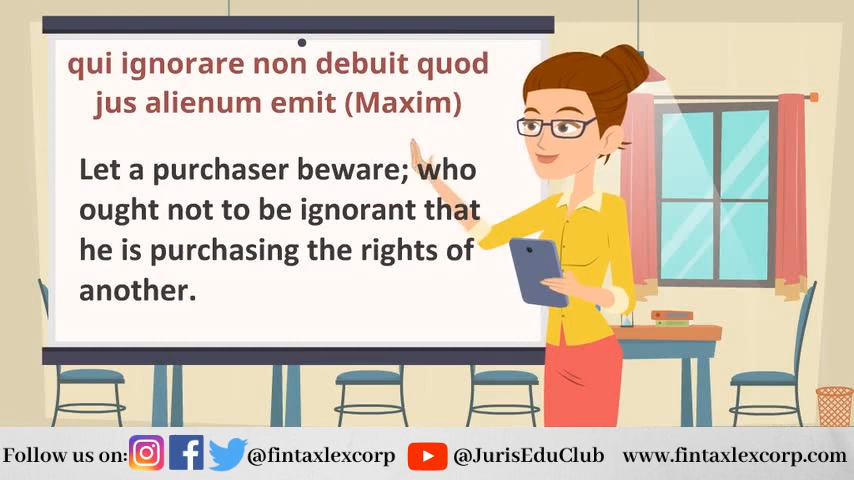 qui ignorare non debuit quod
jus alienum emit (Maxim)
Let a purchaser beware; who
ought not to be ignorant that
he is purchasing the rights of
another.
Follow us on: @fintaxlexcorp @JurisEduClub www.fintaxlexcorp.com